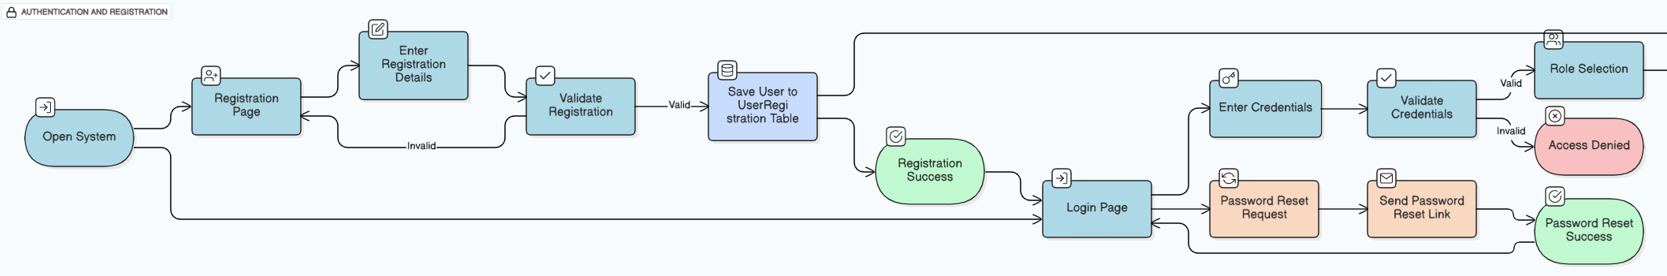 AUTHENTICATION AND REGISTRATION
Open System
Registration
Page
Enter
Registration
Details
Validate
Registration
Invalid
Valid
Save User to
UserRegi
stration Table
Registration
Success
Login Page
Enter Credentials
Validate
Credentials
Valid
Invalid
Role Selection
Access Denied
Password Reset
Request
Send Password
Reset Link
Password Reset
Success